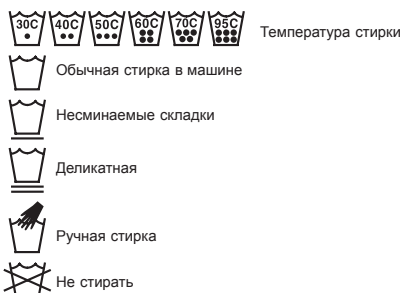 30C 40C 50C 60C 70C 95C Температура стирки
Обычная стирка в машине
Несминаемые складки
Деликатная
Ручная стирка
Не стирать